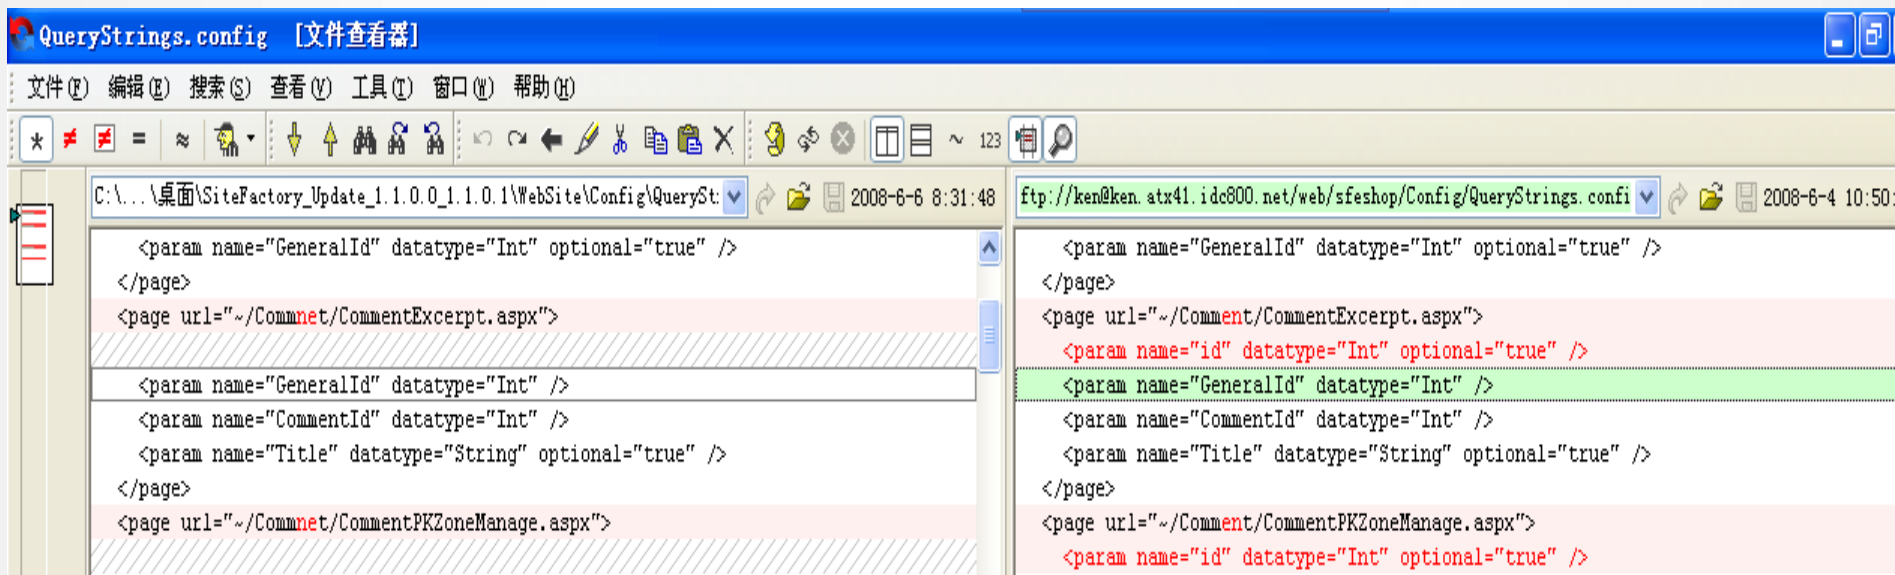 QueryStrings.config [文件查看器]
文件(F) 编辑(E) 搜索(S) 查看(V) 工具(T) 窗口(W) 帮助(H)
123
C:\...\桌面\SiteFactory_Update_1.1.0.0_1.1.0.1\WebSite\Config\QuerySt: 2008-6-6 8:31:48
<param name="GeneralId" datatype="Int" optional="true" />
</page>
<page url="~/Commnet/CommentExcerpt.aspx">
<param name="GeneralId" datatype="Int" />
<param name="CommentId" datatype="Int" />
<param name="Title" datatype="String" optional="true" />
</page>
<page url="~/Commnet/CommentPKZoneManage.aspx">
ftp://ken@ken.atx41.idc800.net/web/sfeshop/Config/QueryStrings.confi 2008-6-4 10:50:
<param name="GeneralId" datatype="Int" optional="true" />
</page>
<page url="~/Comment/CommentExcerpt.aspx">
<param name="id" datatype="Int" optional="true" />
<param name="GeneralId" datatype="Int" />
<param name="CommentId" datatype="Int" />
<param name="Title" datatype="String" optional="true" />
</page>
<page url="~/Comment/CommentPKZoneManage.aspx">
<param name="id" datatype="Int" optional="true" />